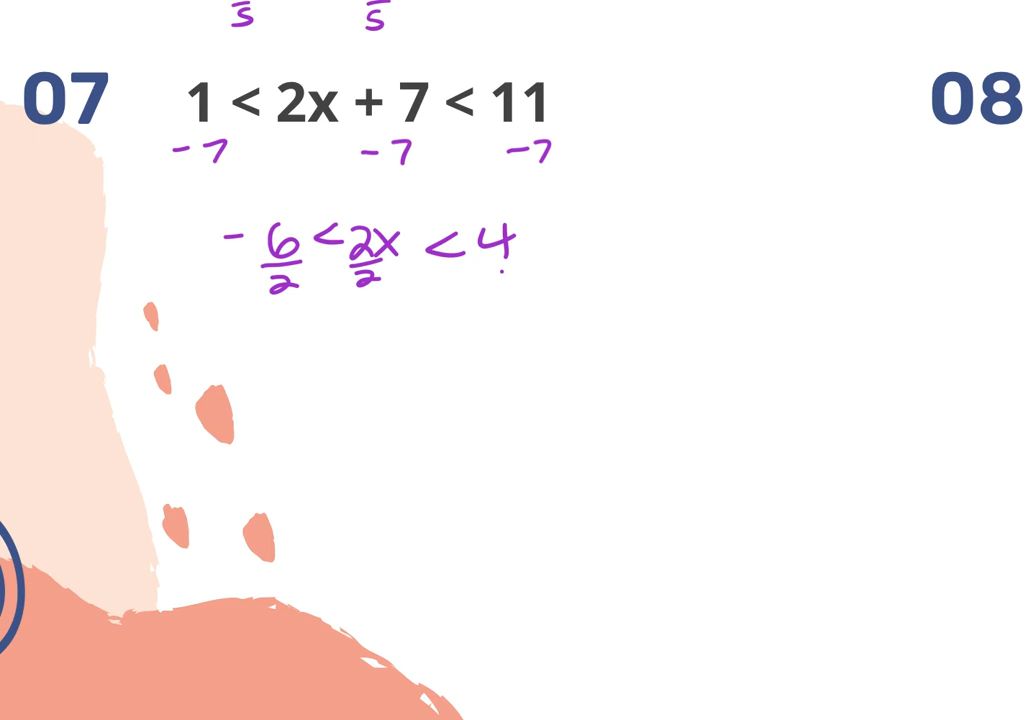 5 5
07 1 < 2x + 7 < 11 08
-7 -7 -7
-6 < 2x < 4
2 2